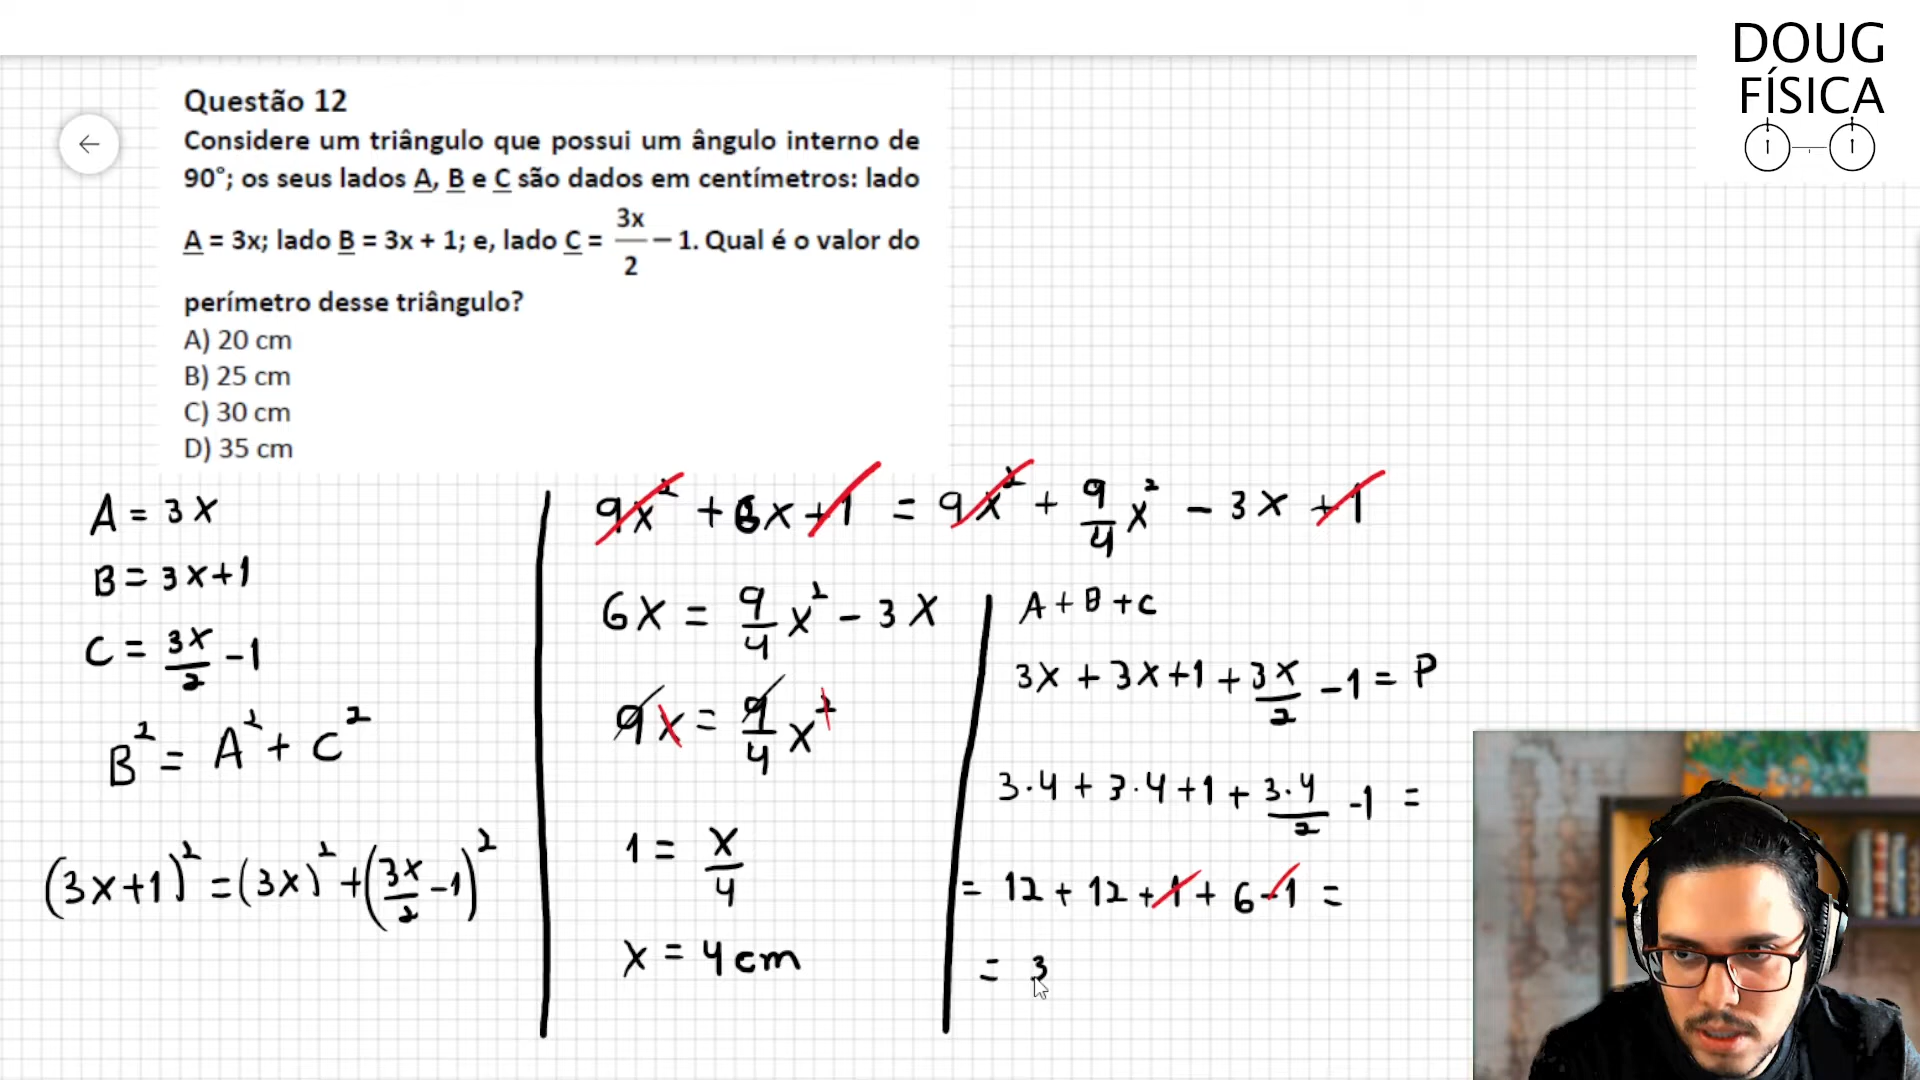 DOUG
FÍSICA
Questão 12
Considere um triângulo que possui um ângulo interno de
90°; os seus lados A, B e C são dados em centímetros: lado
A = 3x; lado B = 3x + 1; e, lado C = 3x/2 – 1. Qual é o valor do
perímetro desse triângulo?
A) 20 cm
B) 25 cm
C) 30 cm
D) 35 cm
A = 3x
B = 3x+1
C = 3x/2 -1
B² = A² + C²
(3x+1)² = (3x)² + (3x/2 -1)²
9x² + 6x +1 = 9x² + 9/4 x² - 3x +1
6x = 9/4 x² - 3x
9x = 9/4 x²
1 = x/4
x = 4cm
A + B + C
3x + 3x+1 + 3x/2 -1 = P
3·4 + 3·4 +1 + 3·4/2 -1 =
= 12 + 12 +1 + 6 -1 =
= 3